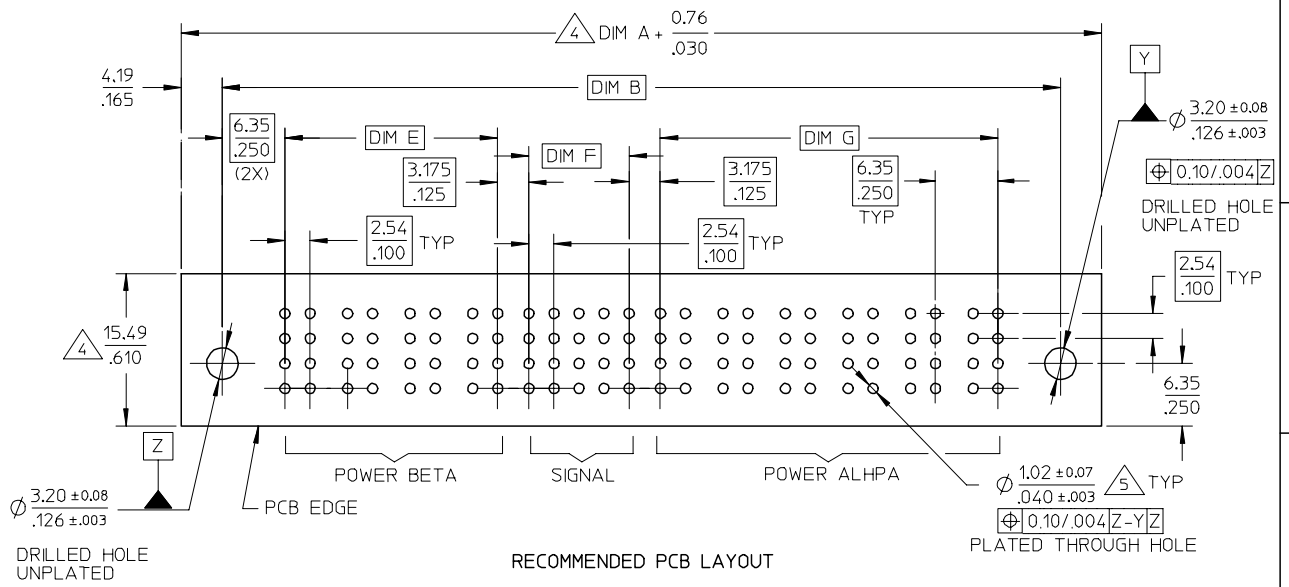 4 DIM A + 0.76
.030
4.19
.165
DIM B
Y
6.35
.250
(2X)
DIM E
DIM F
DIM G
3.175
.125
3.175
.125
6.35
.250
TYP
Ø 3.20 ±0.08
.126 ±.003
⌖ 0.10/.004 Z
DRILLED HOLE
UNPLATED
2.54
.100
TYP
2.54
.100
TYP
2.54
.100
TYP
4 15.49
.610
6.35
.250
Z
POWER BETA
SIGNAL
POWER ALHPA
Ø 3.20 ±0.08
.126 ±.003
PCB EDGE
Ø 1.02 ±0.07
.040 ±.003
5 TYP
⌖ 0.10/.004 Z-Y Z
PLATED THROUGH HOLE
DRILLED HOLE
UNPLATED
RECOMMENDED PCB LAYOUT